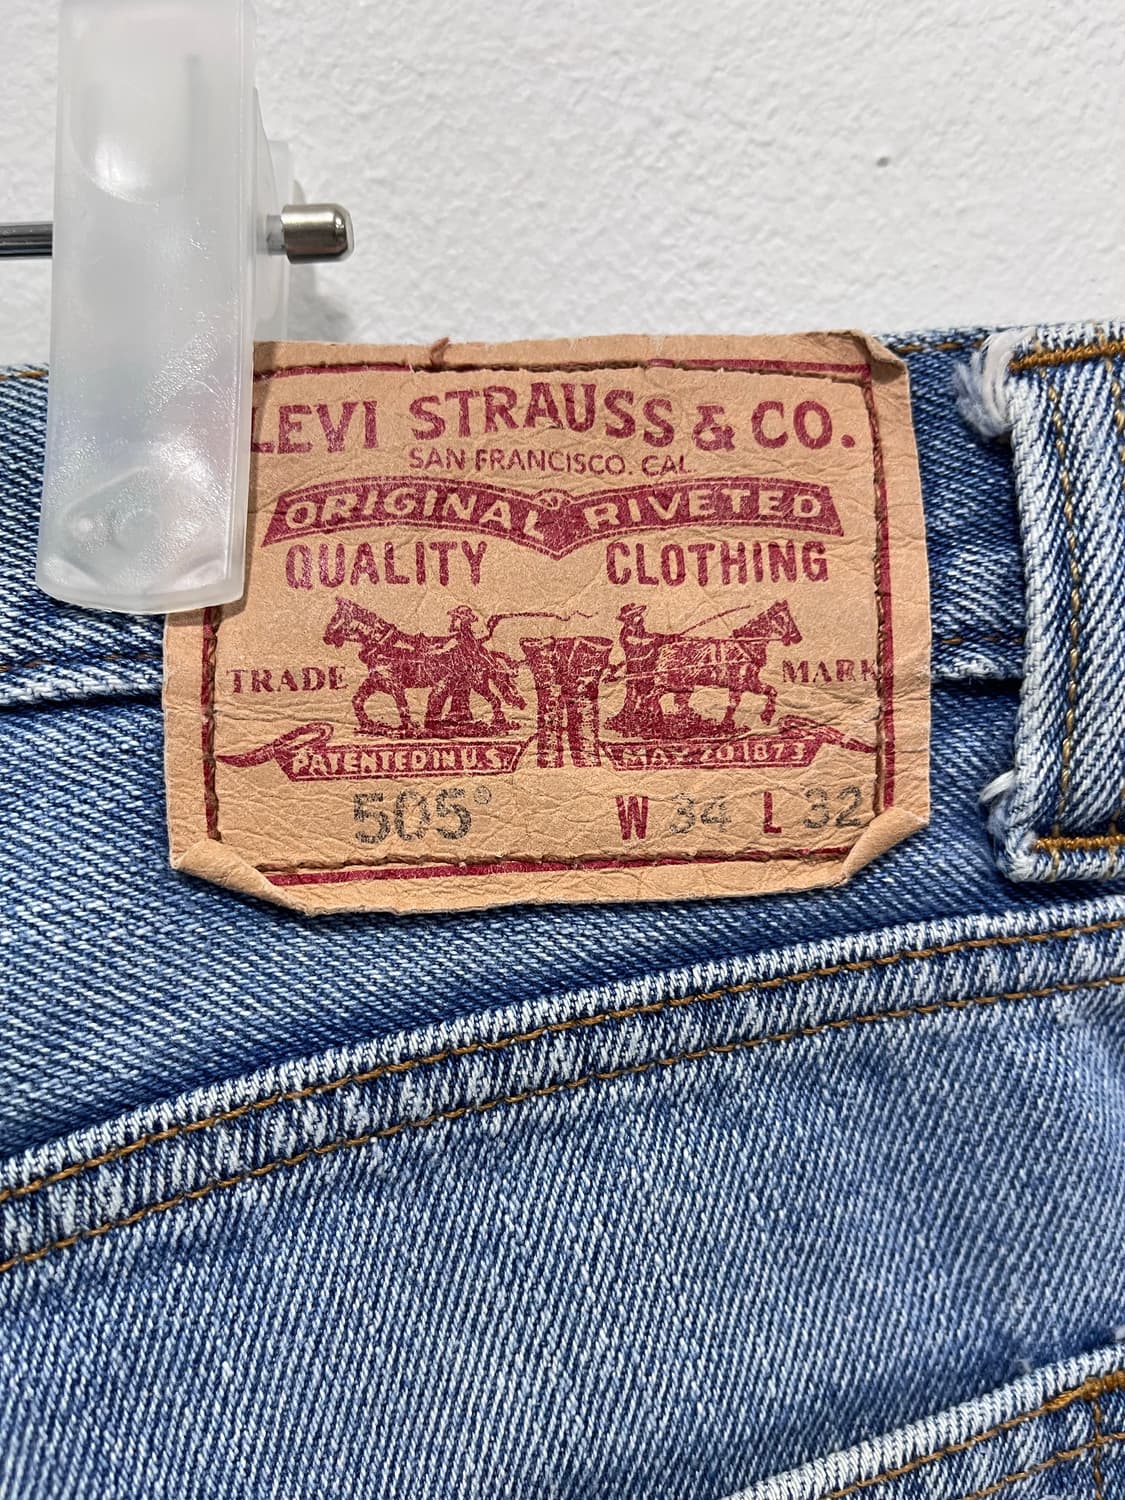 LEVI STRAUSS & CO.
SAN FRANCISCO. CAL.
ORIGINAL RIVETED
QUALITY CLOTHING
TRADE MARK
PATENTED IN U.S. MAY 20 1873
505® W 34 L 32